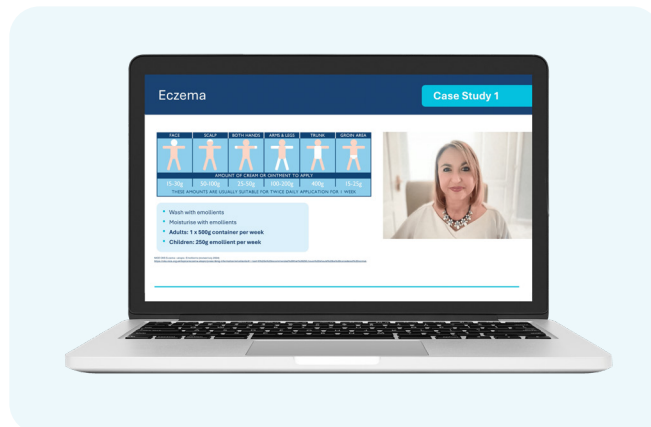 Eczema
Case Study 1
FACE SCALP BOTH HANDS ARMS & LEGS TRUNK GROIN AREA
AMOUNT OF CREAM OR OINTMENT TO APPLY
15-30g 50-100g 25-50g 100-200g 400g 15-25g
THESE AMOUNTS ARE USUALLY SUITABLE FOR TWICE DAILY APPLICATION FOR 1 WEEK
• Wash with emollients
• Moisturise with emollients
• Adults: 1 x 500g container per week
• Children: 250g emollient per week